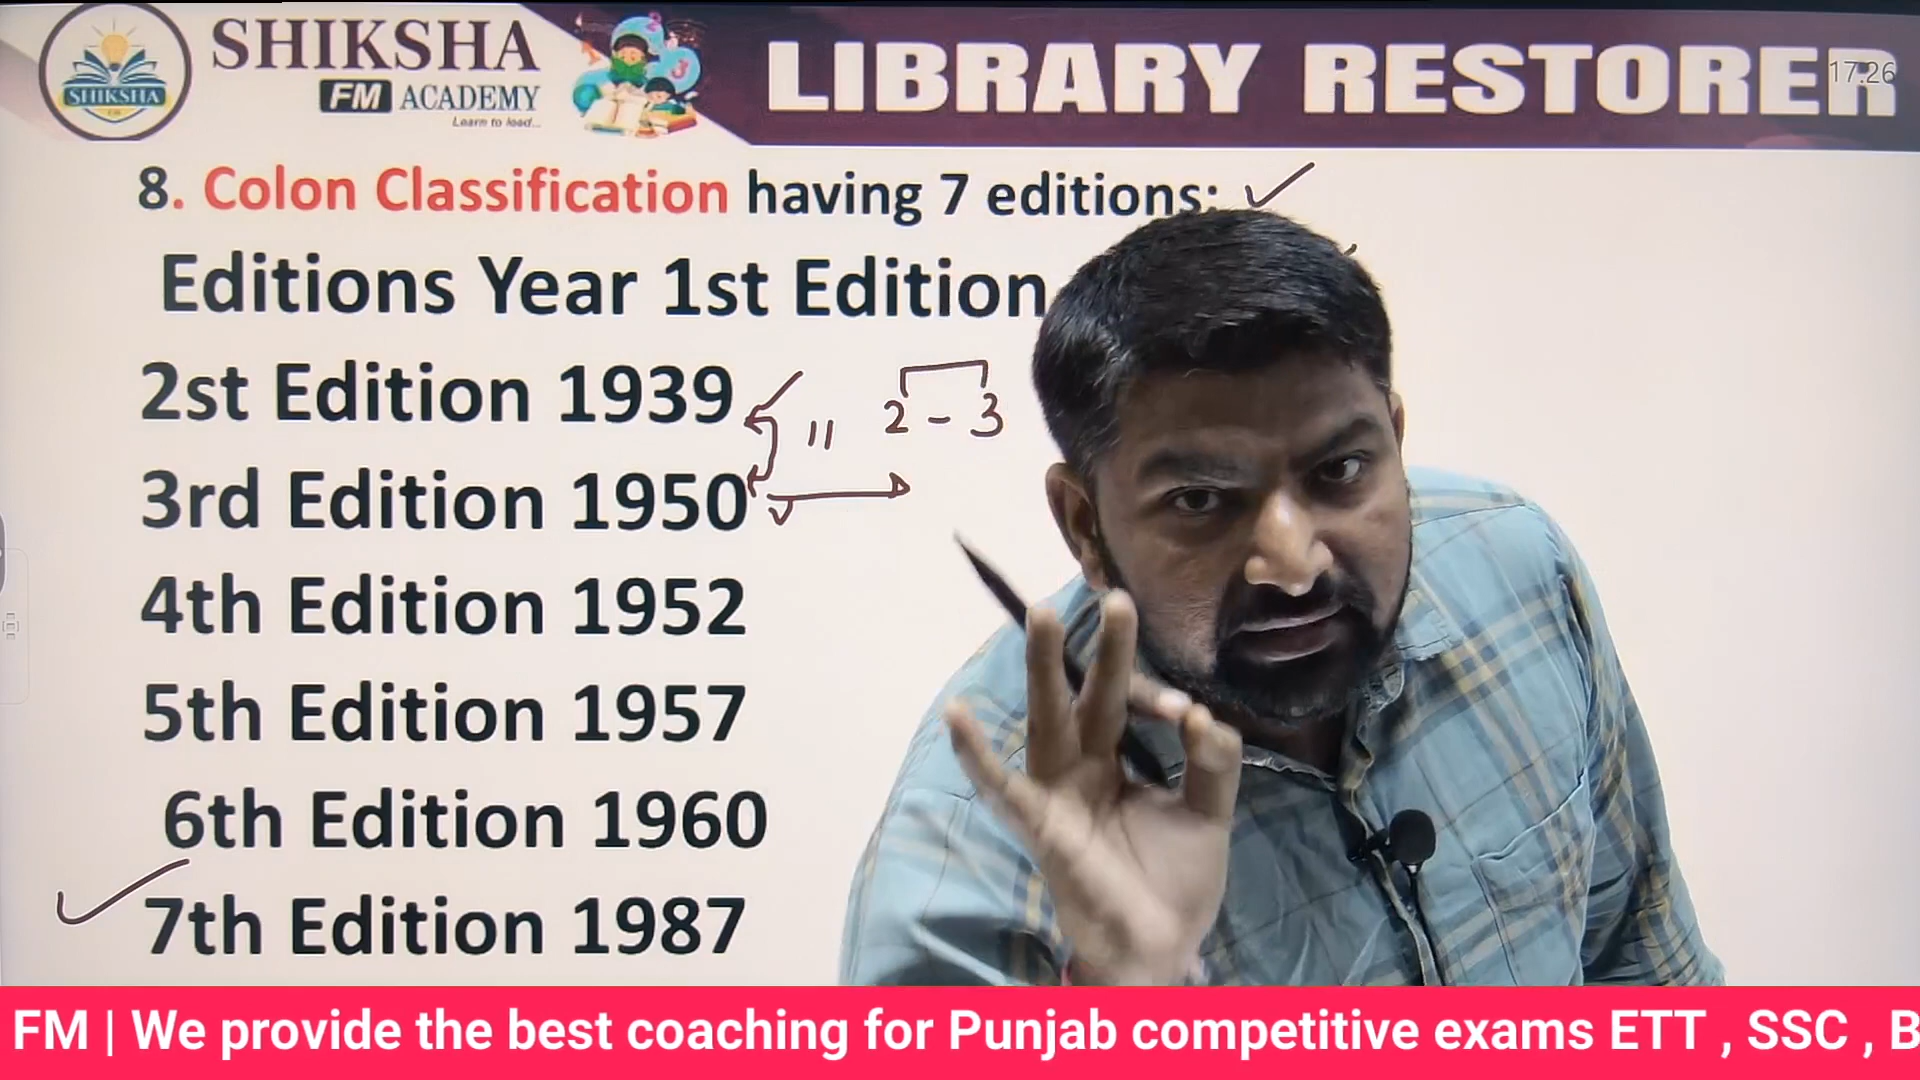 SHIKSHA
FM ACADEMY
Learn to lead...
SHIKSHA
LIBRARY RESTORER
17:26
8. Colon Classification having 7 editions:
Editions Year 1st Edition
2st Edition 1939
2 - 3
11
3rd Edition 1950
4th Edition 1952
5th Edition 1957
6th Edition 1960
7th Edition 1987
FM | We provide the best coaching for Punjab competitive exams ETT , SSC , B